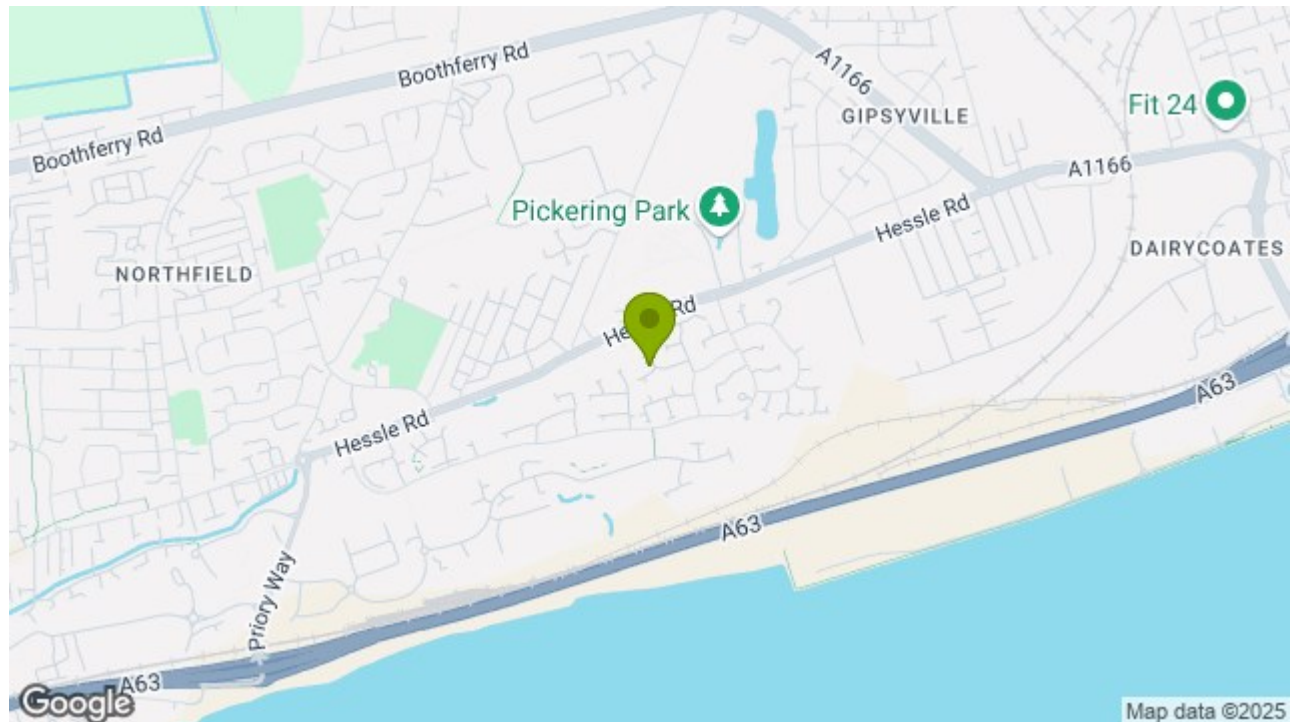 Boothferry Rd
A1166
GIPSYVILLE
Fit 24
Boothferry Rd
A1166
Pickering Park
Hessle Rd
DAIRYCOATES
NORTHFIELD
He Rd
A63
Hessle Rd
A63
Priory Way
A63
Google
Map data ©2025